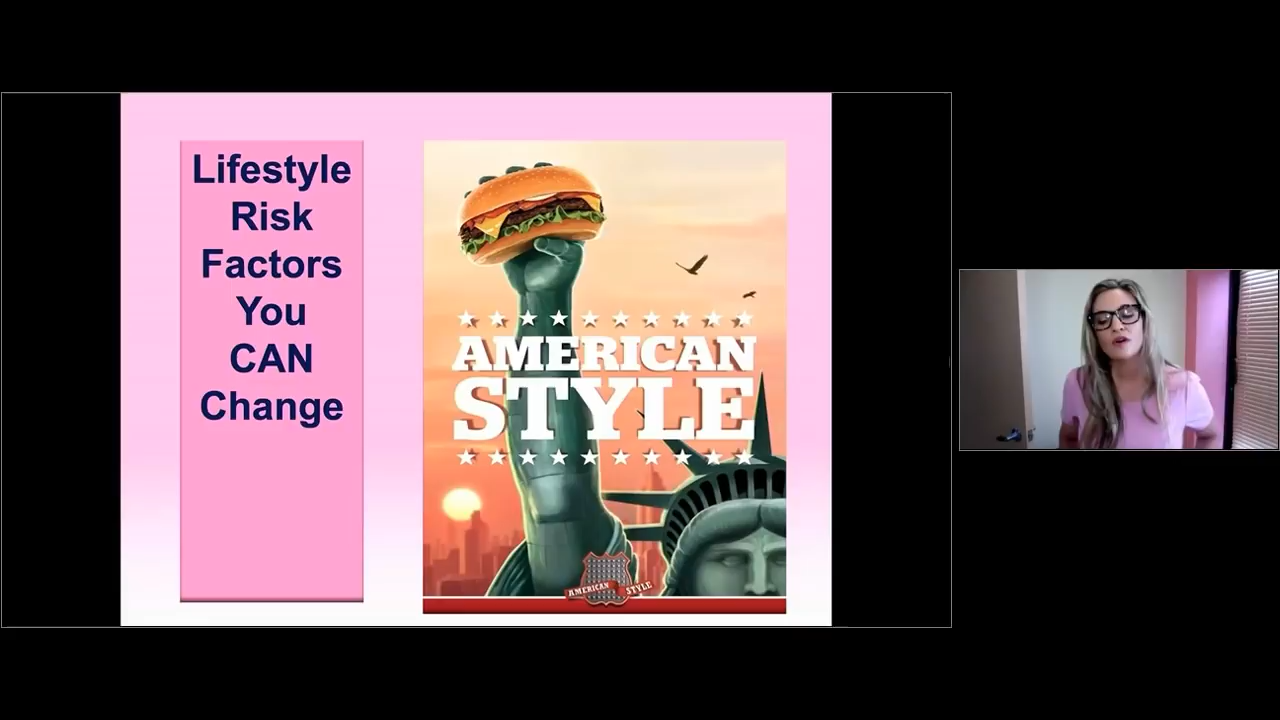 Lifestyle
Risk
Factors
You
CAN
Change
AMERICAN
STYLE
AMERICAN STYLE